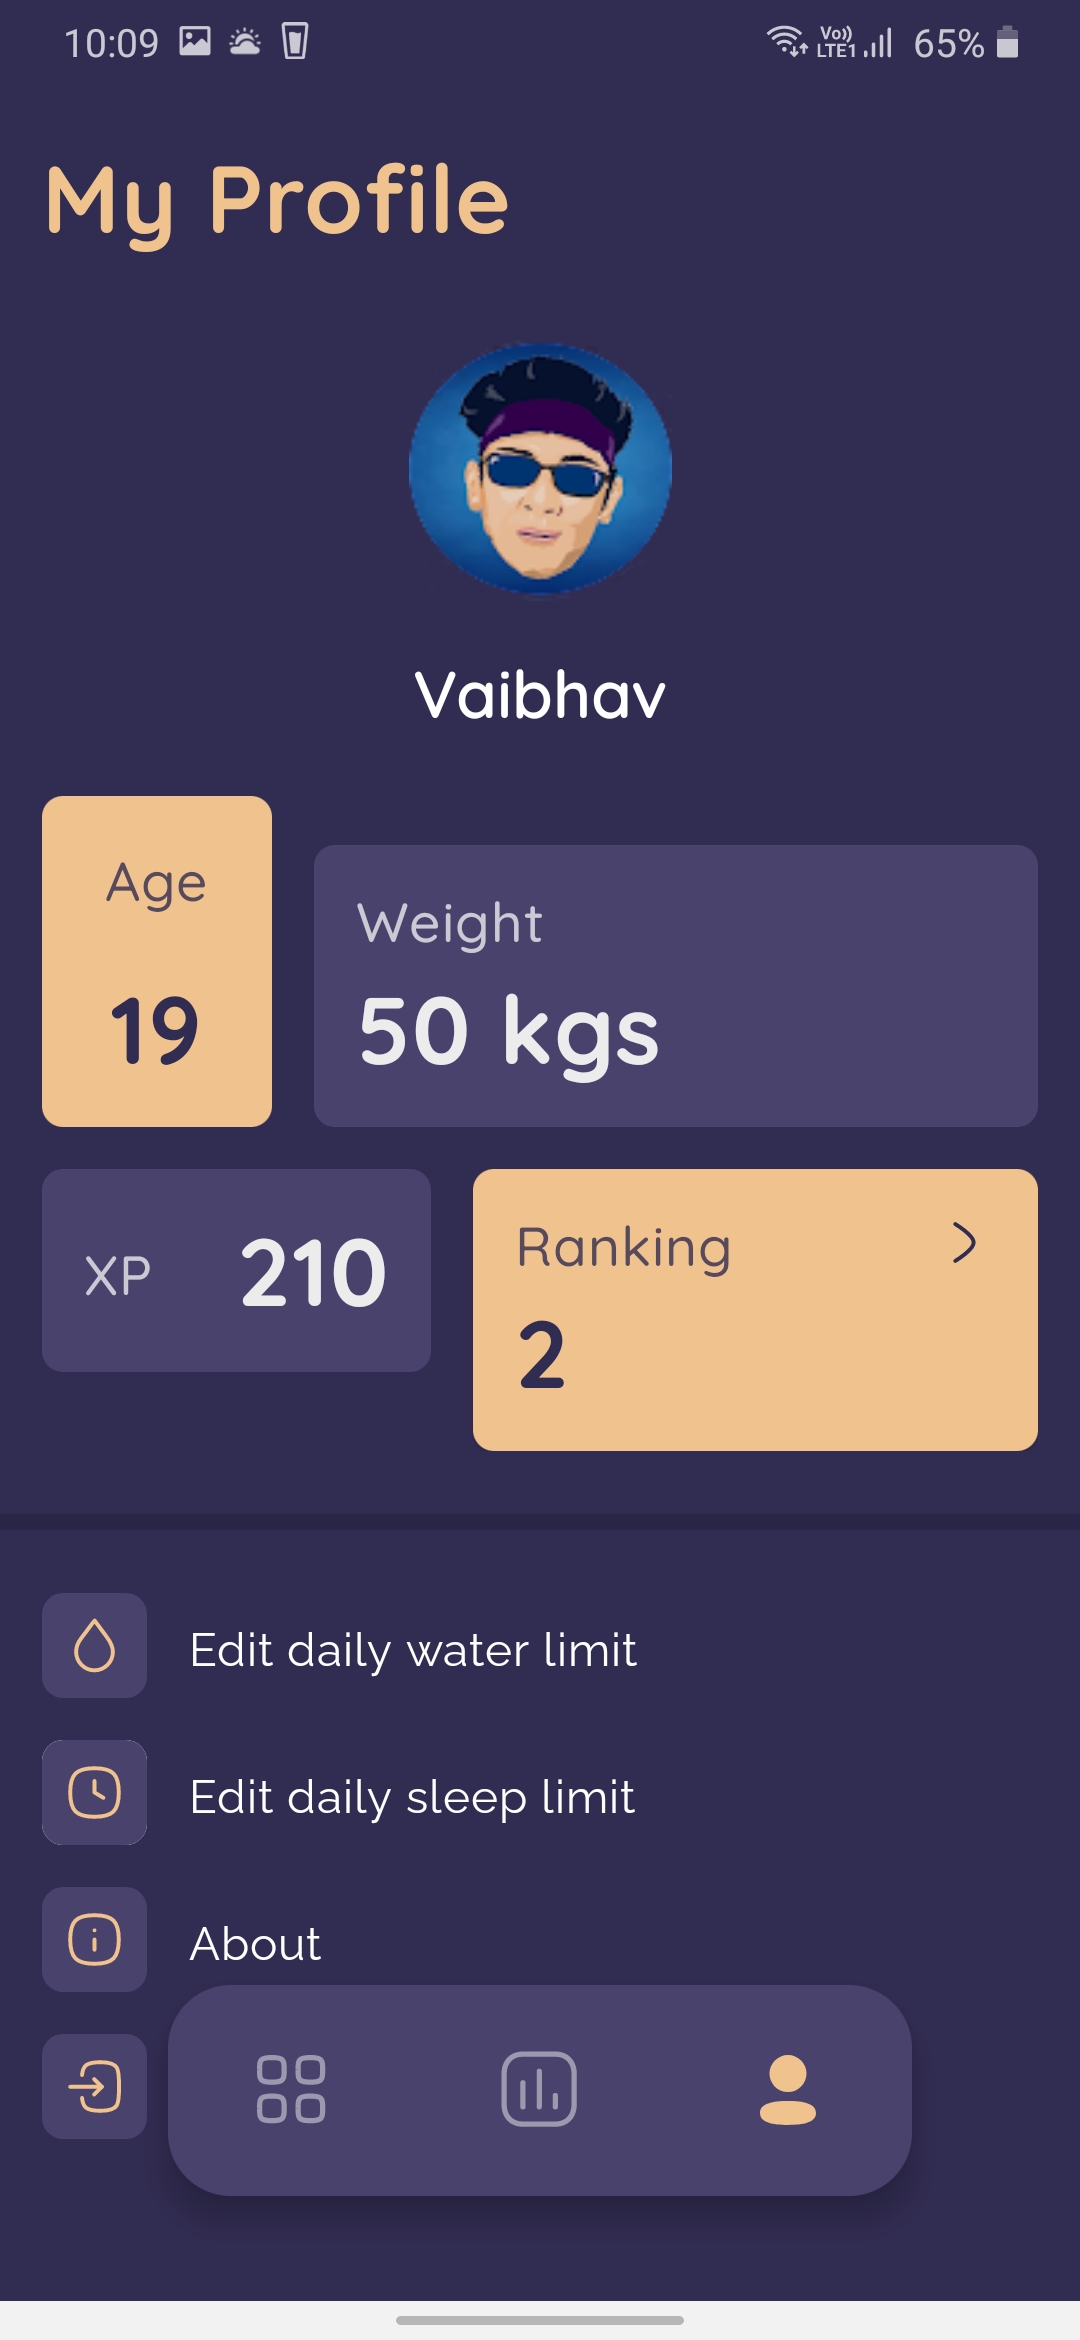 10:09 Vo)) LTE1 65%
My Profile
Vaibhav
Age
19
Weight
50 kgs
XP 210
Ranking
2
Edit daily water limit
Edit daily sleep limit
About